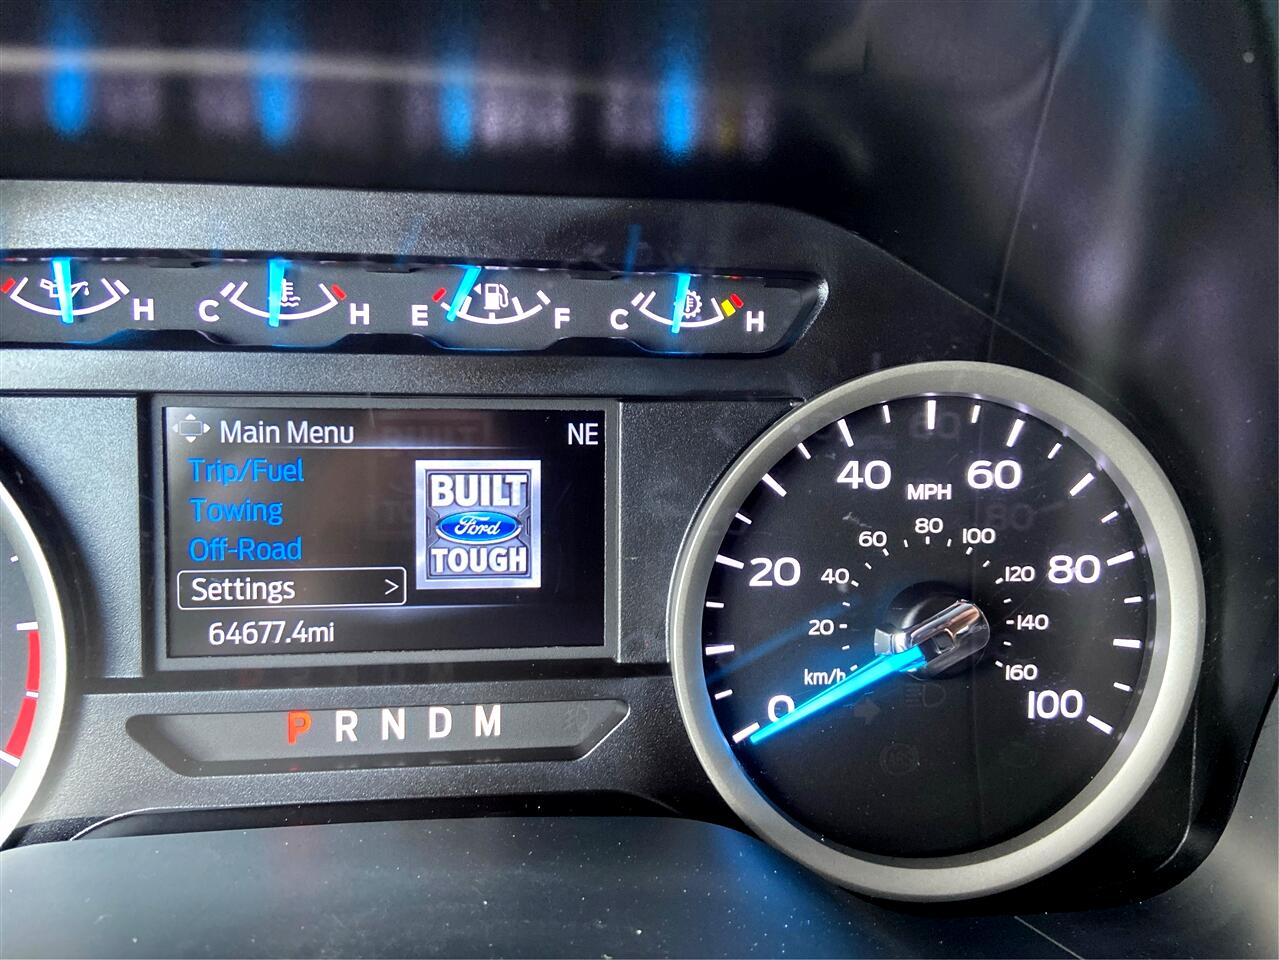 H
C H
E F
C H
Main Menu NE
Trip/Fuel
Towing
Off-Road
Settings >
64677.4mi
BUILT
Ford
TOUGH
P R N D M
MPH
0 20 40 60 80 100
km/h
20 40 60 80 100 120 140 160